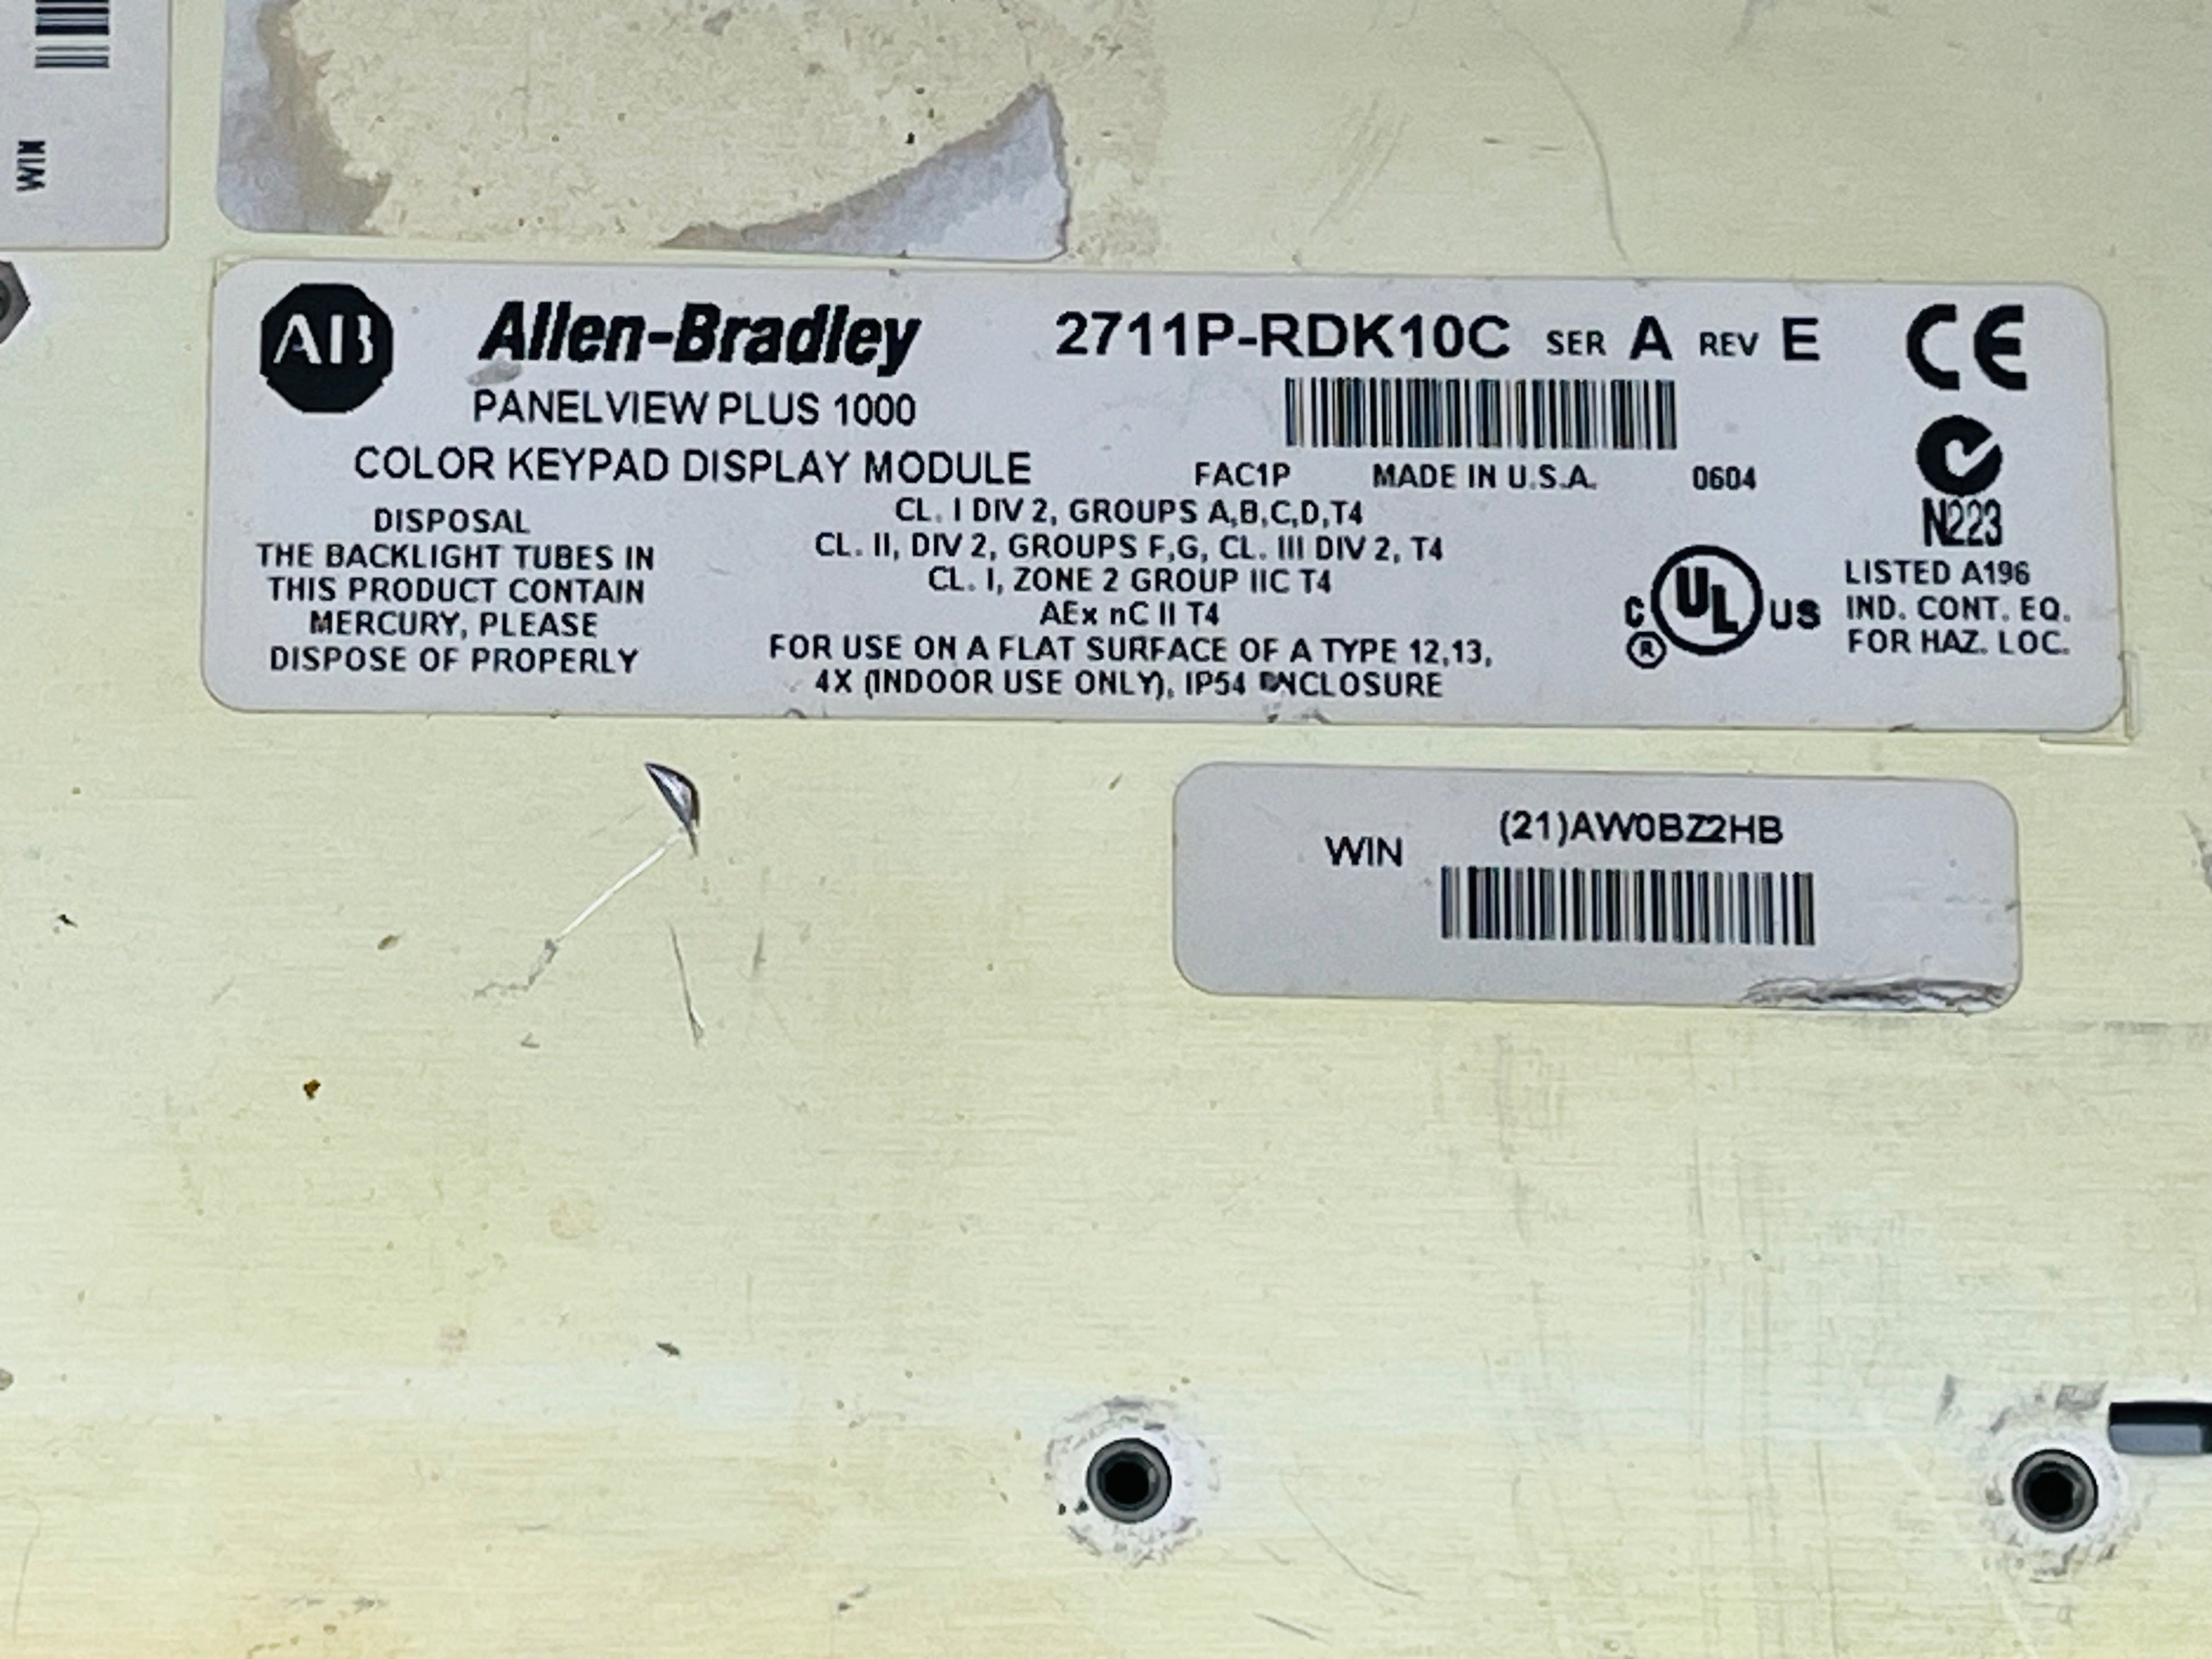 WIN
AB Allen-Bradley 2711P-RDK10C SER A REV E CE
PANELVIEW PLUS 1000
COLOR KEYPAD DISPLAY MODULE
FAC1P MADE IN U.S.A. 0604
N223
DISPOSAL
THE BACKLIGHT TUBES IN
THIS PRODUCT CONTAIN
MERCURY, PLEASE
DISPOSE OF PROPERLY
CL. I DIV 2, GROUPS A,B,C,D,T4
CL. II, DIV 2, GROUPS F,G, CL. III DIV 2, T4
CL. I, ZONE 2 GROUP IIC T4
AEx nC II T4
FOR USE ON A FLAT SURFACE OF A TYPE 12,13,
4X (INDOOR USE ONLY), IP54 ENCLOSURE
C UL US
®
LISTED A196
IND. CONT. EQ.
FOR HAZ. LOC.
WIN (21)AW0BZ2HB